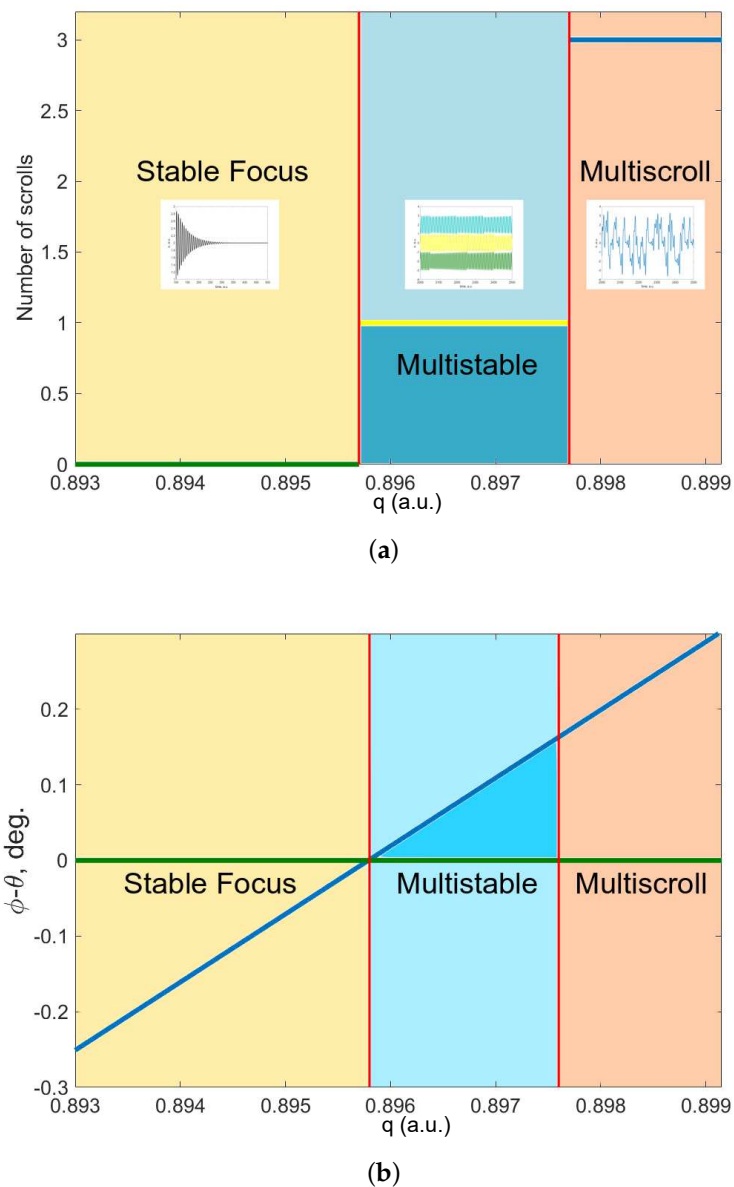 3
2.5
2
1.5
1
0.5
0
Number of scrolls
Stable Focus
Multiscroll
Multistable
0.893 0.894 0.895 0.896 0.897 0.898 0.899
q (a.u.)
(a)
0.2
0.1
0
-0.1
-0.2
-0.3
ϕ-θ, deg.
Stable Focus Multistable Multiscroll
0.893 0.894 0.895 0.896 0.897 0.898 0.899
q (a.u.)
(b)